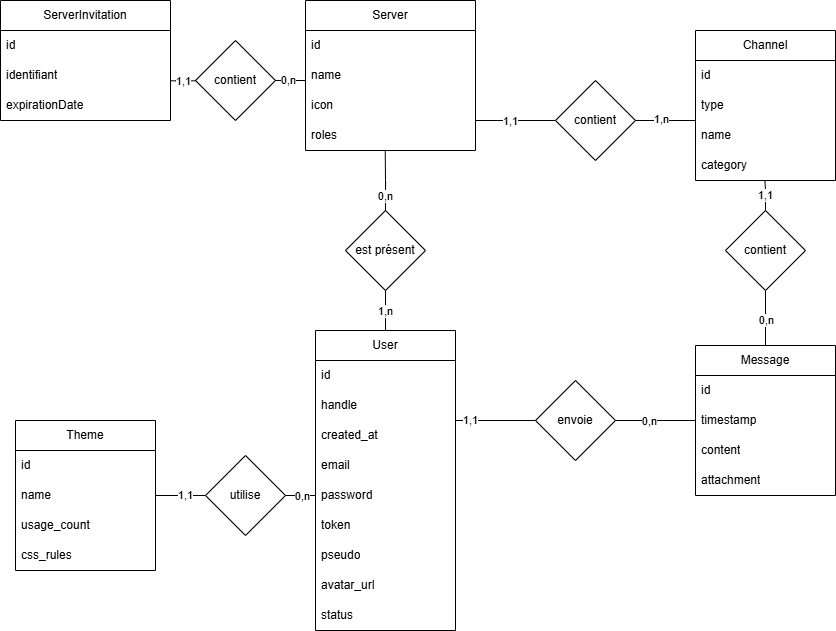 ServerInvitation
id
identifiant
expirationDate
1,1
contient
0,n
Server
id
name
icon
roles
1,1
contient
1,n
Channel
id
type
name
category
0,n
est présent
1,n
1,1
contient
0,n
User
id
handle
created_at
email
password
token
pseudo
avatar_url
status
1,1
envoie
0,n
Message
id
timestamp
content
attachment
Theme
id
name
usage_count
css_rules
1,1
utilise
0,n